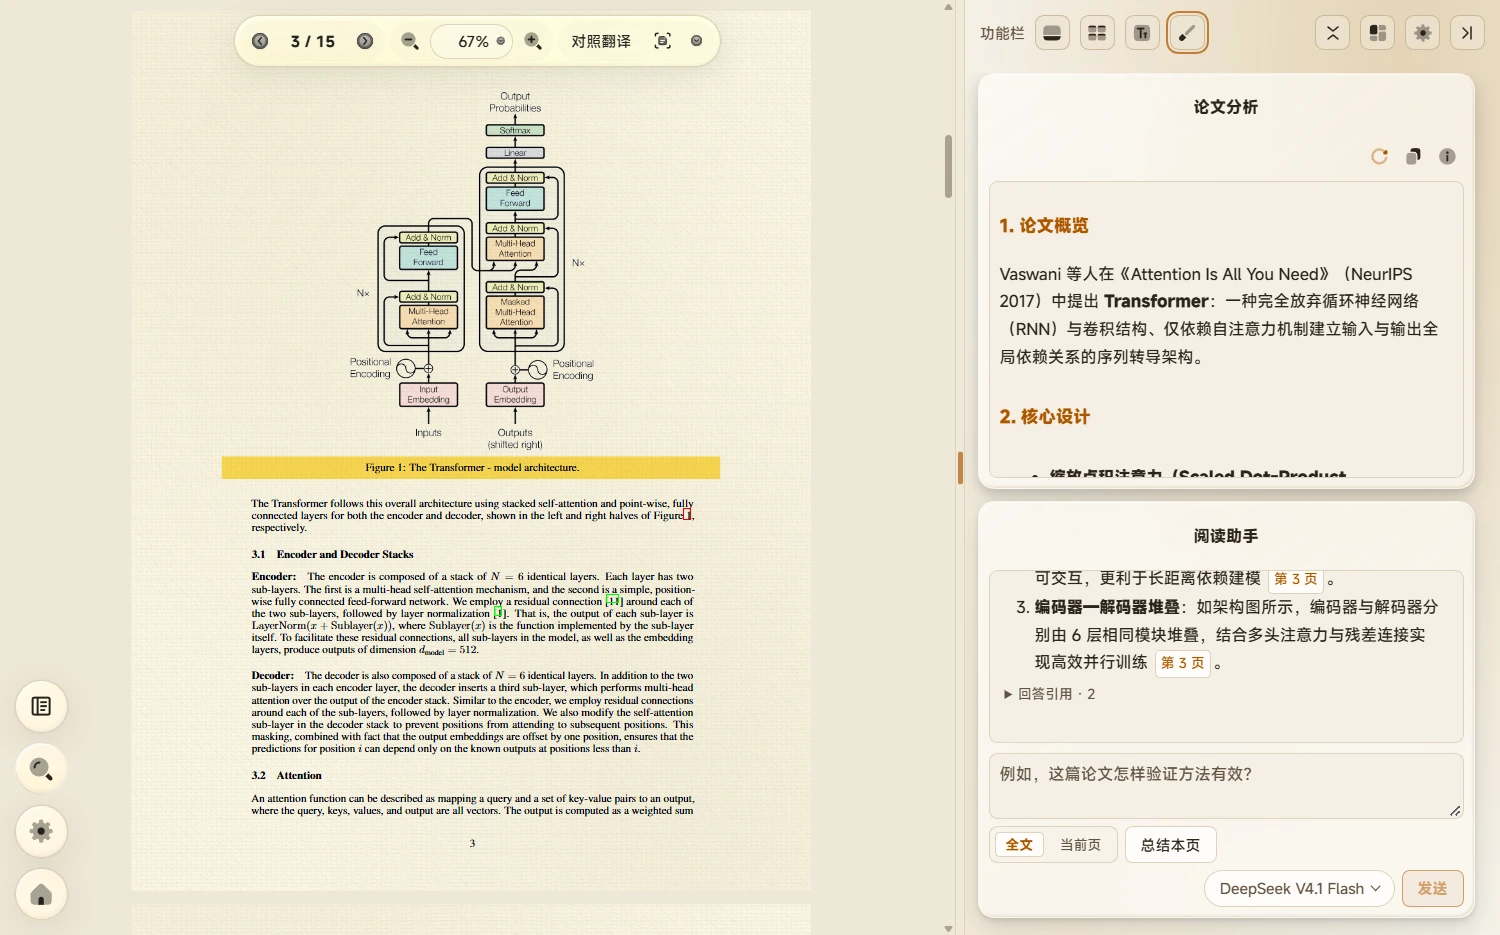 3 / 15
67%
对照翻译
Output
Probabilities
Softmax
Linear
Add & Norm
Feed
Forward
Add & Norm
Multi-Head
Attention
Add & Norm
Feed
Forward
Nx
Add & Norm
Masked
Multi-Head
Attention
Nx
Add & Norm
Multi-Head
Attention
Positional
Encoding
Positional
Encoding
Input
Embedding
Output
Embedding
Inputs
Outputs
(shifted right)
Figure 1: The Transformer - model architecture.
The Transformer follows this overall architecture using stacked self-attention and point-wise, fully
connected layers for both the encoder and decoder, shown in the left and right halves of Figure 1,
respectively.
3.1 Encoder and Decoder Stacks
Encoder: The encoder is composed of a stack of N = 6 identical layers. Each layer has two
sub-layers. The first is a multi-head self-attention mechanism, and the second is a simple, position-
wise fully connected feed-forward network. We employ a residual connection [11] around each of
the two sub-layers, followed by layer normalization [1]. That is, the output of each sub-layer is
LayerNorm(x + Sublayer(x)), where Sublayer(x) is the function implemented by the sub-layer
itself. To facilitate these residual connections, all sub-layers in the model, as well as the embedding
layers, produce outputs of dimension dmodel = 512.
Decoder: The decoder is also composed of a stack of N = 6 identical layers. In addition to the two
sub-layers in each encoder layer, the decoder inserts a third sub-layer, which performs multi-head
attention over the output of the encoder stack. Similar to the encoder, we employ residual connections
around each of the sub-layers, followed by layer normalization. We also modify the self-attention
sub-layer in the decoder stack to prevent positions from attending to subsequent positions. This
masking, combined with fact that the output embeddings are offset by one position, ensures that the
predictions for position i can depend only on the known outputs at positions less than i.
3.2 Attention
An attention function can be described as mapping a query and a set of key-value pairs to an output,
where the query, keys, values, and output are all vectors. The output is computed as a weighted sum
3
功能栏
论文分析
1. 论文概览
Vaswani 等人在《Attention Is All You Need》（NeurIPS
2017）中提出 Transformer：一种完全放弃循环神经网络
（RNN）与卷积结构、仅依赖自注意力机制建立输入与输出全
局依赖关系的序列转导架构。
2. 核心设计
• 缩放点积注意力（Scaled Dot-Product
阅读助手
可交互，更利于长距离依赖建模 第 3 页 。
3. 编码器—解码器堆叠：如架构图所示，编码器与解码器分
别由 6 层相同模块堆叠，结合多头注意力与残差连接实
现高效并行训练 第 3 页 。
▶ 回答引用 · 2
例如，这篇论文怎样验证方法有效？
全文 当前页 总结本页
DeepSeek V4.1 Flash 发送